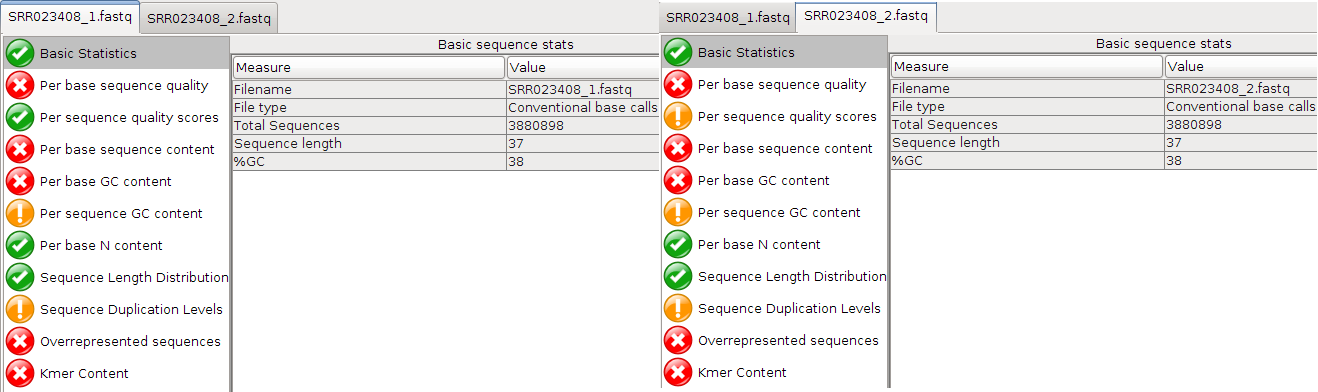 SRR023408_1.fastq SRR023408_2.fastq
Basic Statistics
Per base sequence quality
Per sequence quality scores
Per base sequence content
Per base GC content
Per sequence GC content
Per base N content
Sequence Length Distribution
Sequence Duplication Levels
Overrepresented sequences
Kmer Content
Basic sequence stats
Measure Value
Filename SRR023408_1.fastq
File type Conventional base calls
Total Sequences 3880898
Sequence length 37
%GC 38
SRR023408_1.fastq SRR023408_2.fastq
Basic Statistics
Per base sequence quality
Per sequence quality scores
Per base sequence content
Per base GC content
Per sequence GC content
Per base N content
Sequence Length Distribution
Sequence Duplication Levels
Overrepresented sequences
Kmer Content
Basic sequence stats
Measure Value
Filename SRR023408_2.fastq
File type Conventional base calls
Total Sequences 3880898
Sequence length 37
%GC 38